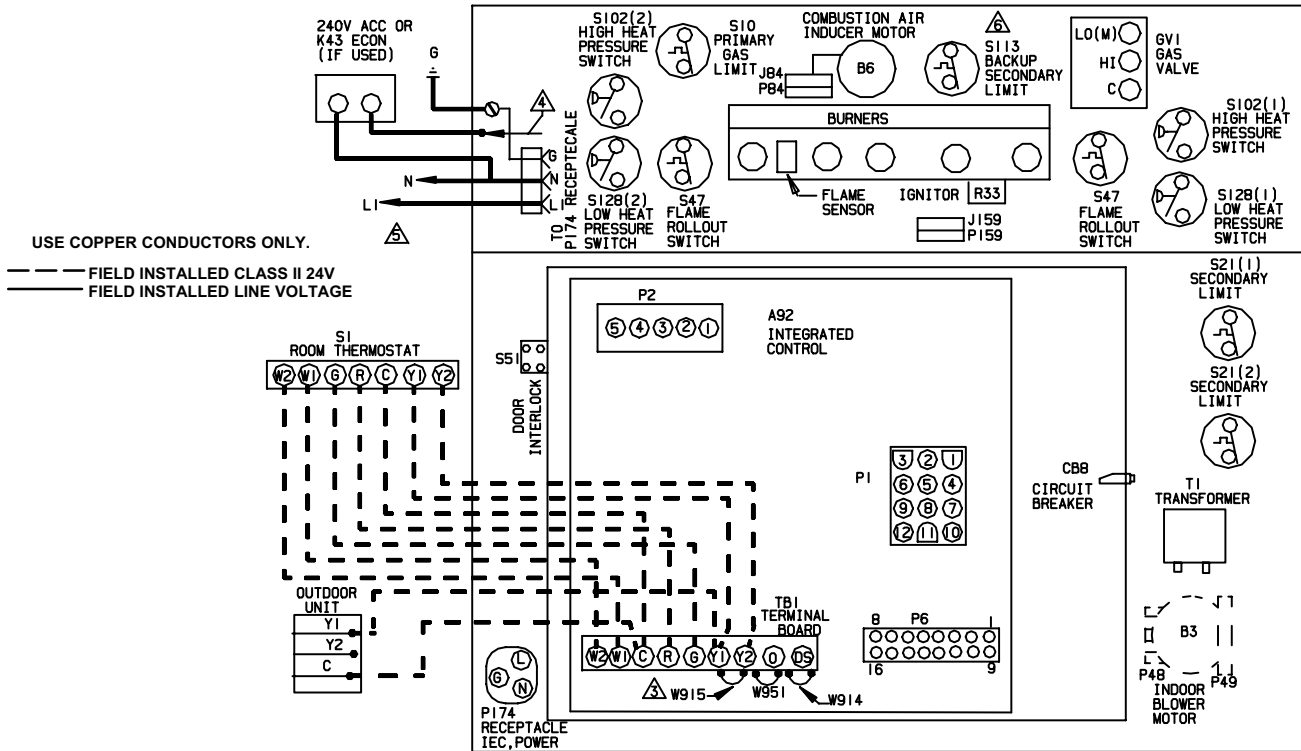 240V ACC OR
K43 ECON
(IF USED)
G
4
G
N
L1
N
L1
5
TO
P174 RECEPTECALE
USE COPPER CONDUCTORS ONLY.
FIELD INSTALLED CLASS II 24V
FIELD INSTALLED LINE VOLTAGE
S102(2)
HIGH HEAT
PRESSURE
SWITCH
S10
PRIMARY
GAS
LIMIT
COMBUSTION AIR
INDUCER MOTOR
J84
P84
B6
6
S113
BACKUP
SECONDARY
LIMIT
LO(M)
HI
C
GV1
GAS
VALVE
S128(2)
LOW HEAT
PRESSURE
SWITCH
S47
FLAME
ROLLOUT
SWITCH
BURNERS
FLAME
SENSOR
IGNITOR
R33
J159
P159
S47
FLAME
ROLLOUT
SWITCH
S102(1)
HIGH HEAT
PRESSURE
SWITCH
S128(1)
LOW HEAT
PRESSURE
SWITCH
S21(1)
SECONDARY
LIMIT
S21(2)
SECONDARY
LIMIT
S1
ROOM THERMOSTAT
W2 W1 G R C Y1 Y2
S51
DOOR
INTERLOCK
P2
5 4 3 2 1
A92
INTEGRATED
CONTROL
P1
3 2 1
6 5 4
9 8 7
12 11 10
CB8
CIRCUIT
BREAKER
T1
TRANSFORMER
OUTDOOR
UNIT
Y1
Y2
C
TB1
TERMINAL
BOARD
W2 W1 C R G Y1 Y2 O DS
3
W915
W951
W914
8 P6 1
16 9
L
G
N
P174
RECEPTACLE
IEC,POWER
B3
P48
P49
INDOOR
BLOWER
MOTOR